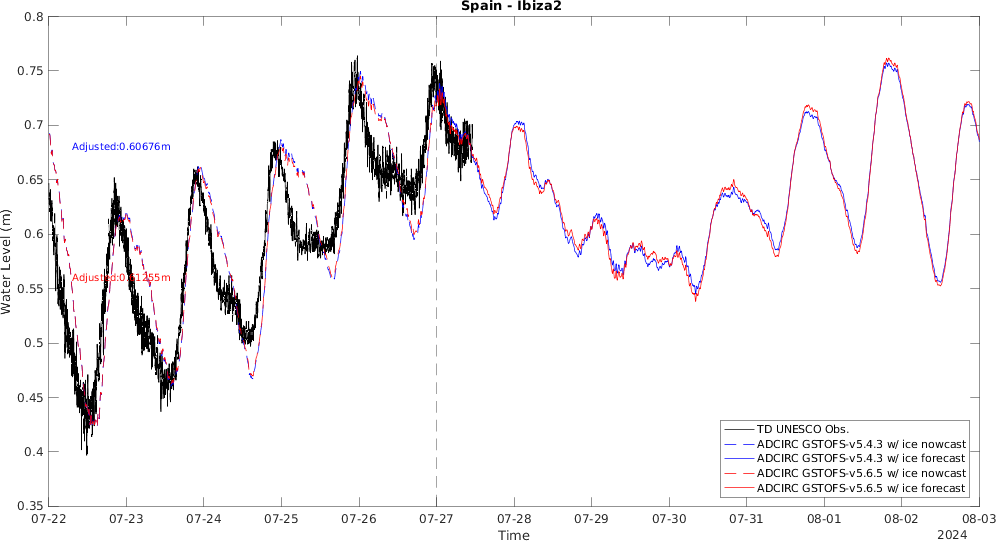 Spain - Ibiza2
0.8
0.75
0.7
0.65
0.6
0.55
0.5
0.45
0.4
0.35
Water Level (m)
Adjusted:0.60676m
Adjusted:0.61255m
TD UNESCO Obs.
ADCIRC GSTOFS-v5.4.3 w/ ice nowcast
ADCIRC GSTOFS-v5.4.3 w/ ice forecast
ADCIRC GSTOFS-v5.6.5 w/ ice nowcast
ADCIRC GSTOFS-v5.6.5 w/ ice forecast
07-22 07-23 07-24 07-25 07-26 07-27 07-28 07-29 07-30 07-31 08-01 08-02 08-03
Time
2024